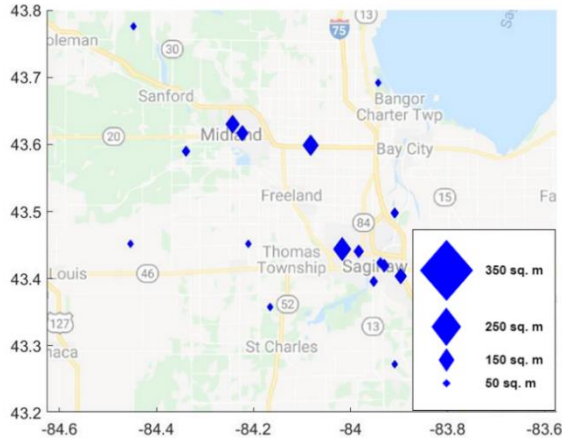 43.8
13
Sa
75
oleman
30
43.7
Sanford
Bangor
Charter Twp
20
Midland
43.6
Bay City
Freeland
15
Fa
43.5
84
Thomas
Township
Saginaw
350 sq. m
Louis
46
43.4
52
250 sq. m
127
13
43.3
naca
St Charles
150 sq. m
50 sq. m
43.2
-84.6
-84.4
-84.2
-84
-83.8
-83.6